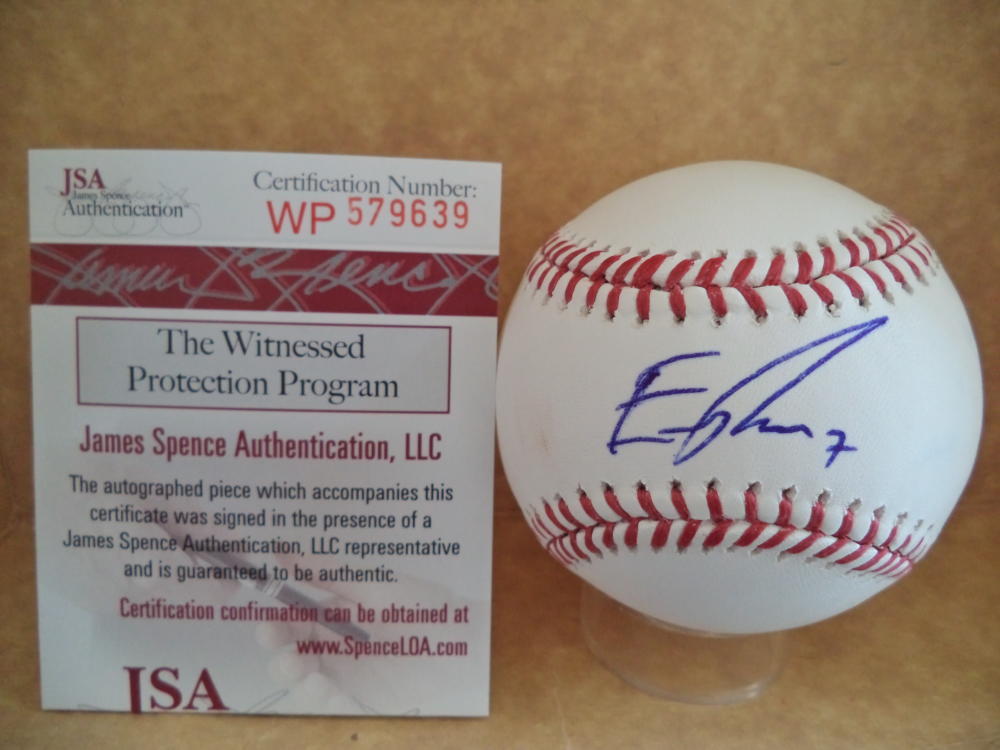 JSA
James Spence
Authentication
Certification Number:
WP 579639
The Witnessed
Protection Program
James Spence Authentication, LLC
The autographed piece which accompanies this
certificate was signed in the presence of a
James Spence Authentication, LLC representative
and is guaranteed to be authentic.
Certification confirmation can be obtained at
www.SpenceLOA.com
JSA
7